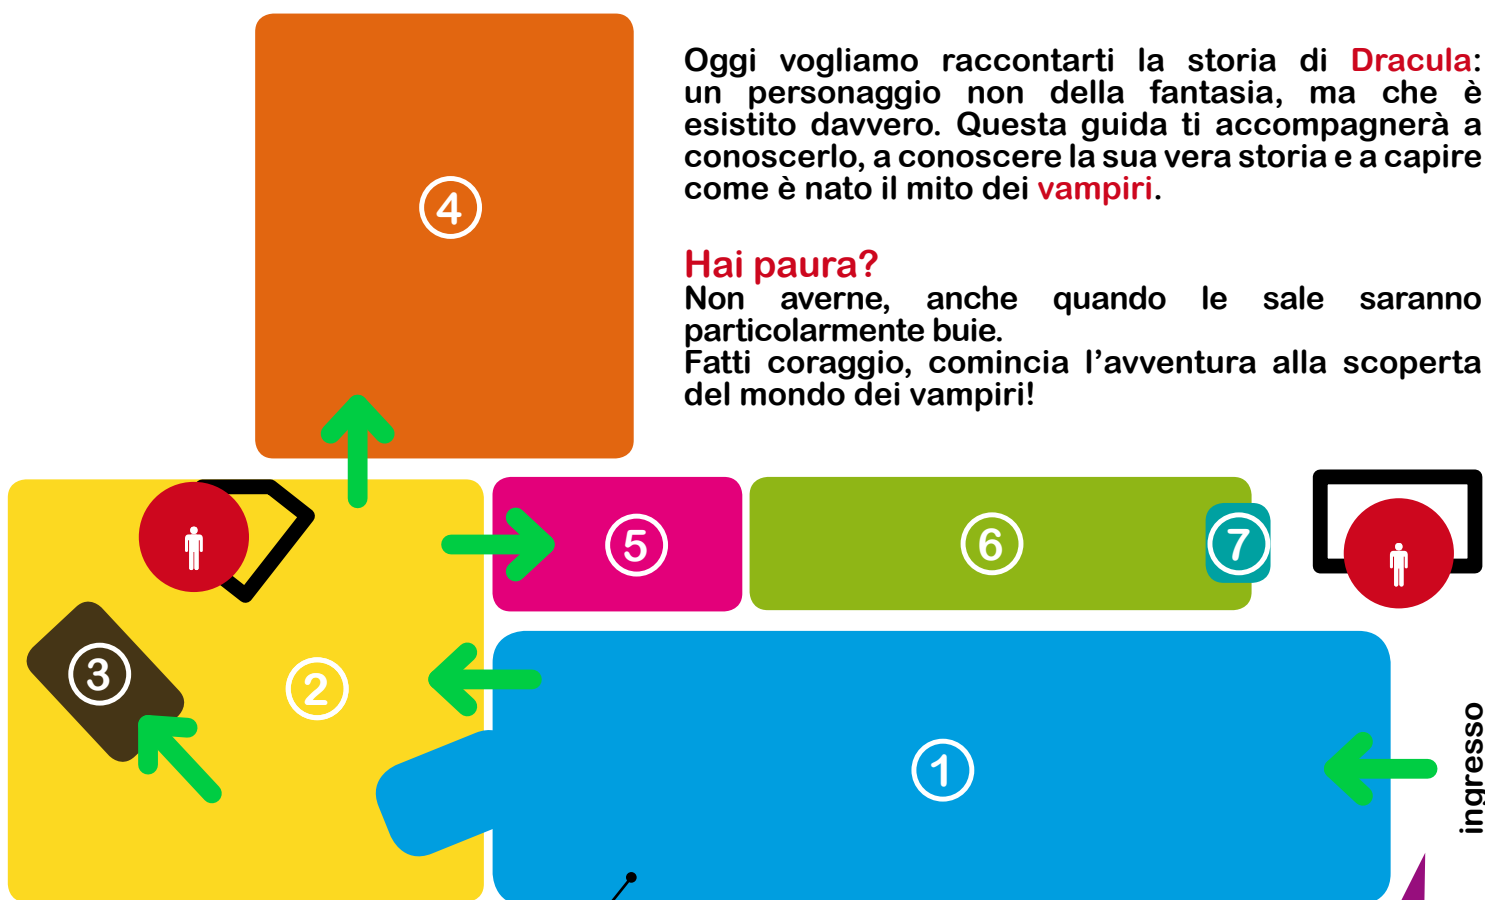 Oggi vogliamo raccontarti la storia di Dracula:
un personaggio non della fantasia, ma che è
esistito davvero. Questa guida ti accompagnerà a
conoscerlo, a conoscere la sua vera storia e a capire
come è nato il mito dei vampiri.
Hai paura?
Non averne, anche quando le sale saranno
particolarmente buie.
Fatti coraggio, comincia l’avventura alla scoperta
del mondo dei vampiri!
4
5
6
7
3
2
1
ingresso